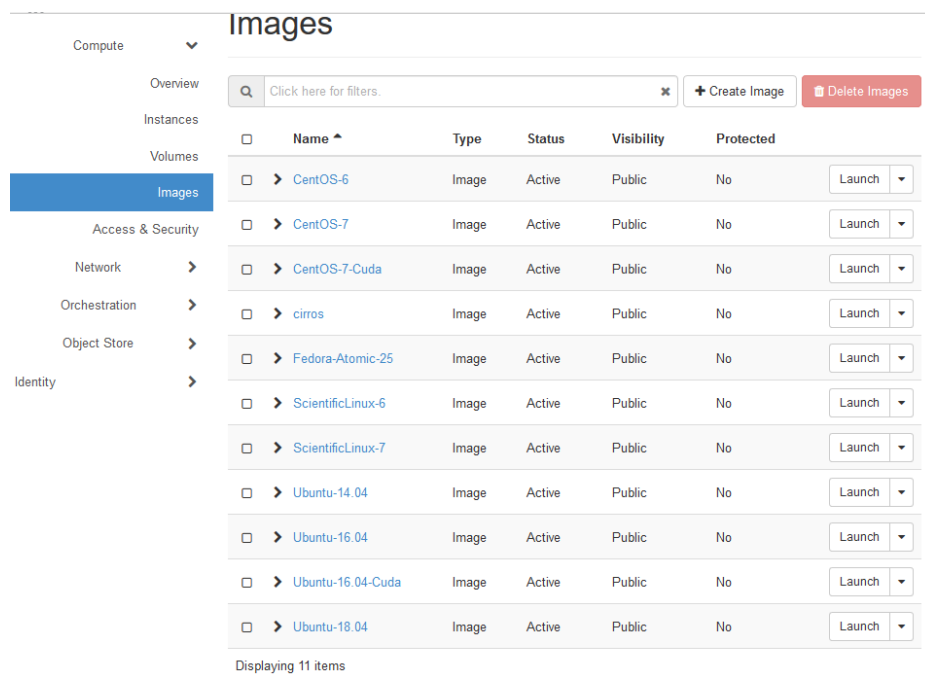 Images
Compute
Overview
Instances
Volumes
Images
Access & Security
Network
Orchestration
Object Store
Identity
Click here for filters.
Create Image
Delete Images
Name Type Status Visibility Protected
CentOS-6 Image Active Public No Launch
CentOS-7 Image Active Public No Launch
CentOS-7-Cuda Image Active Public No Launch
cirros Image Active Public No Launch
Fedora-Atomic-25 Image Active Public No Launch
ScientificLinux-6 Image Active Public No Launch
ScientificLinux-7 Image Active Public No Launch
Ubuntu-14.04 Image Active Public No Launch
Ubuntu-16.04 Image Active Public No Launch
Ubuntu-16.04-Cuda Image Active Public No Launch
Ubuntu-18.04 Image Active Public No Launch
Displaying 11 items